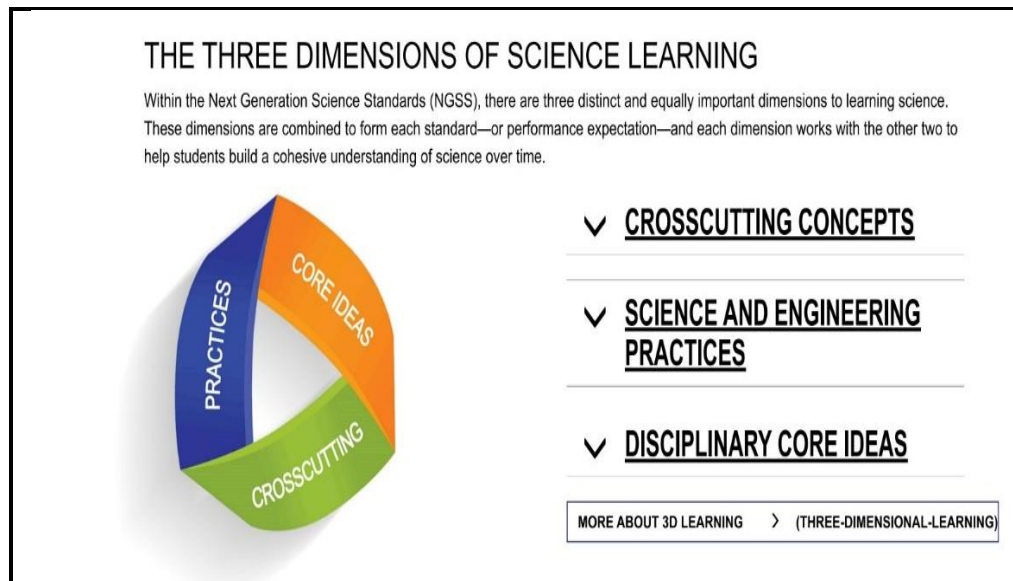 THE THREE DIMENSIONS OF SCIENCE LEARNING
Within the Next Generation Science Standards (NGSS), there are three distinct and equally important dimensions to learning science.
These dimensions are combined to form each standard—or performance expectation—and each dimension works with the other two to
help students build a cohesive understanding of science over time.
PRACTICES
CORE IDEAS
CROSSCUTTING
CROSSCUTTING CONCEPTS
SCIENCE AND ENGINEERING
PRACTICES
DISCIPLINARY CORE IDEAS
MORE ABOUT 3D LEARNING > (THREE-DIMENSIONAL-LEARNING)